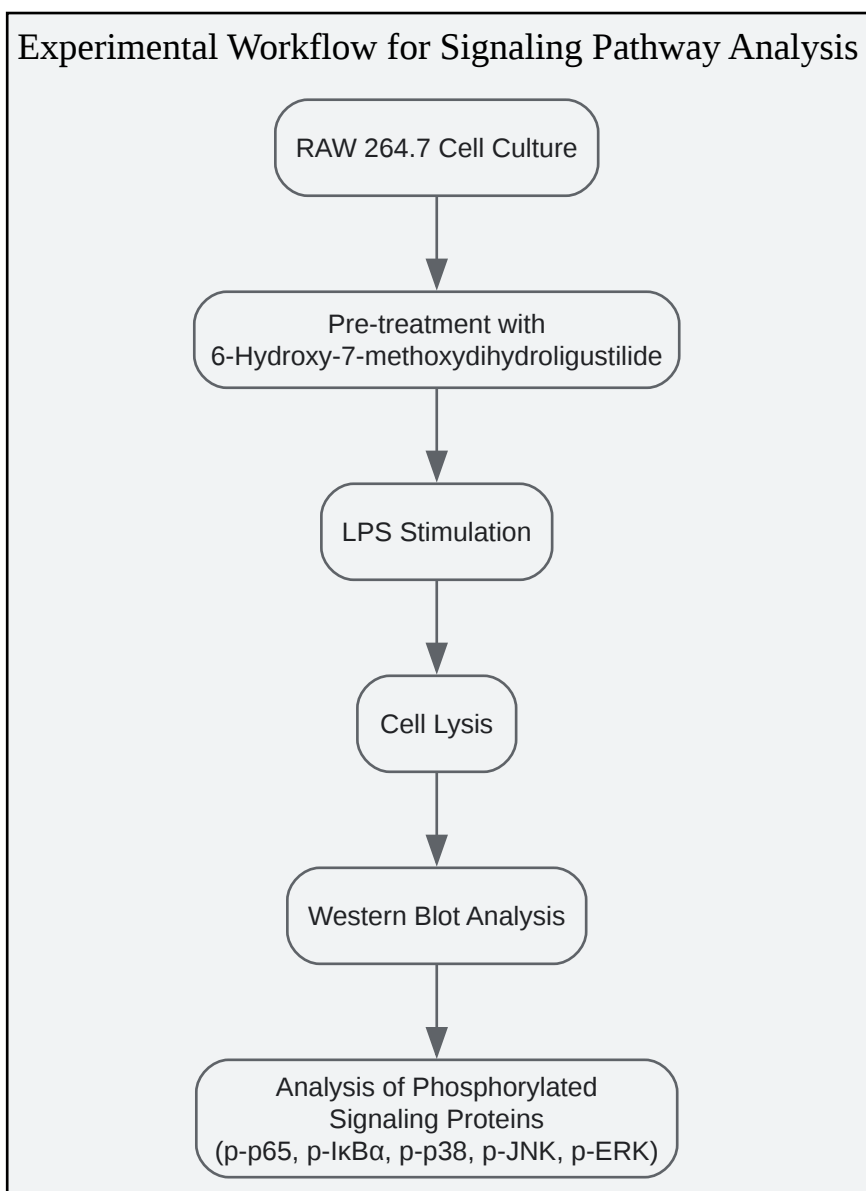 Experimental Workflow for Signaling Pathway Analysis
RAW 264.7 Cell Culture
Pre-treatment with
6-Hydroxy-7-methoxydihydroligustilide
LPS Stimulation
Cell Lysis
Western Blot Analysis
Analysis of Phosphorylated
Signaling Proteins
(p-p65, p-IκBα, p-p38, p-JNK, p-ERK)